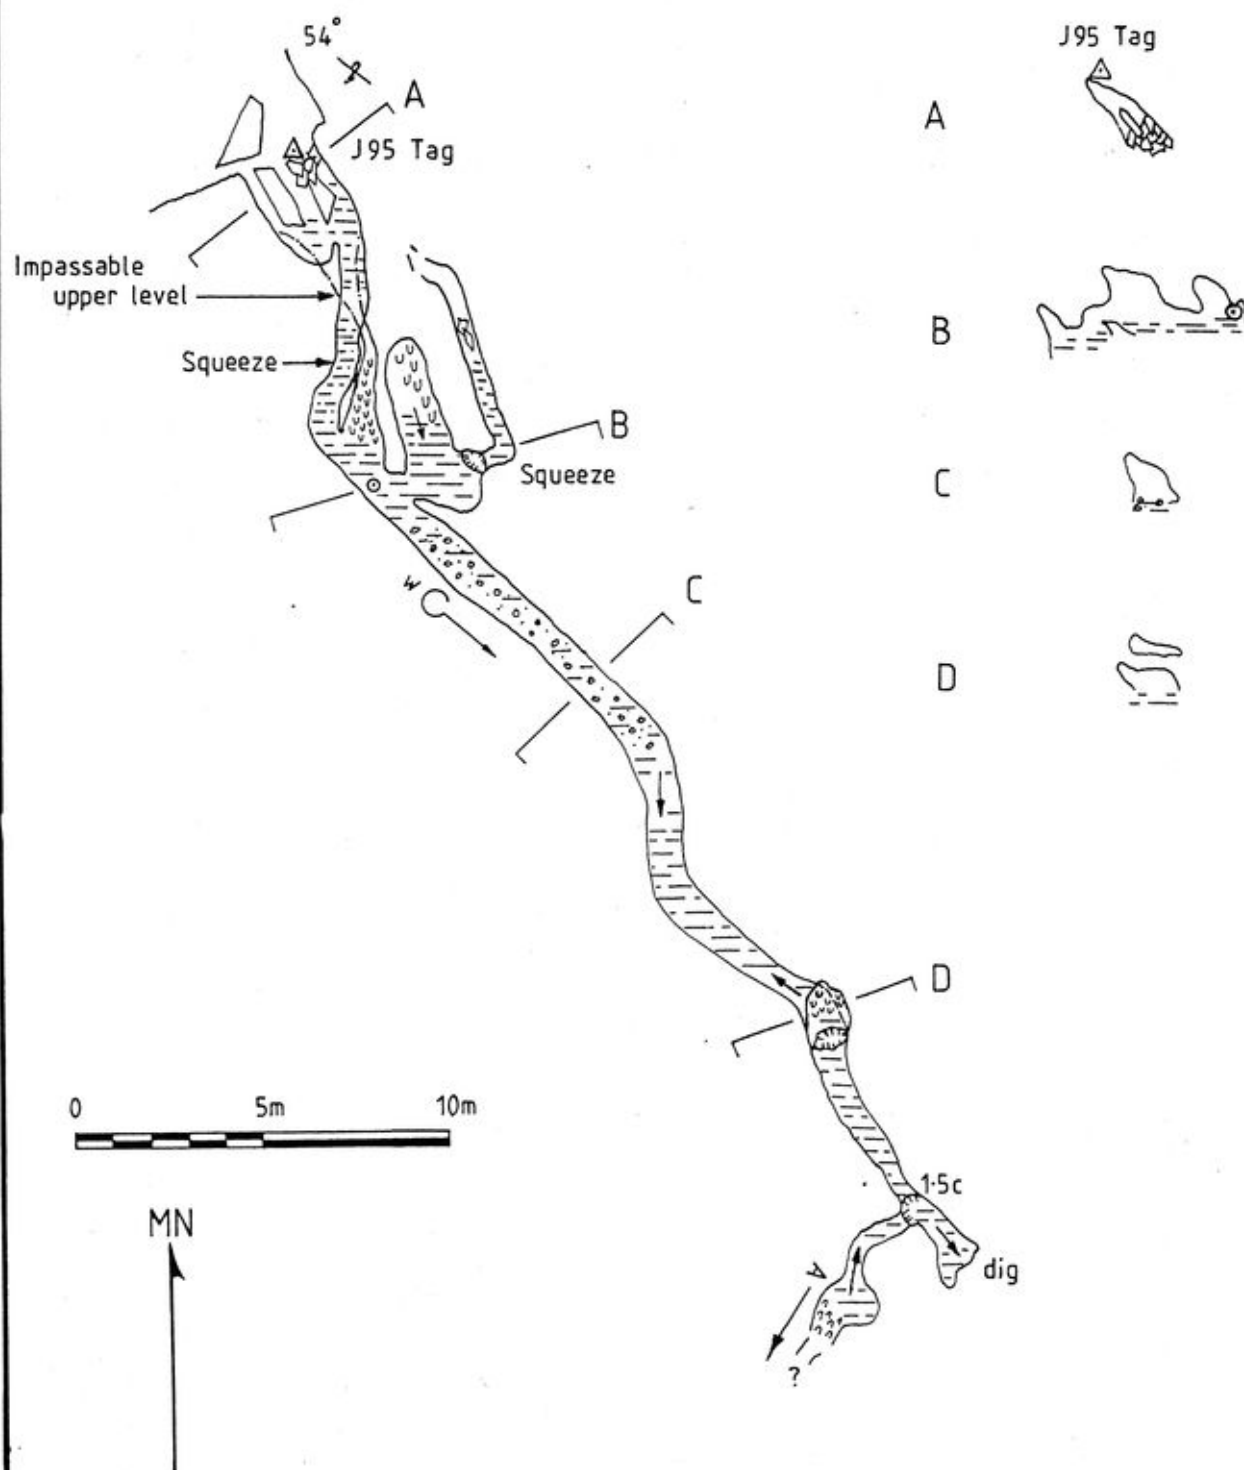 54°
A
J95 Tag
Impassable
upper level
Squeeze
B
Squeeze
W
C
D
0 5m 10m
MN
1·5c
dig
A
?
J95 Tag
A
B
C
D